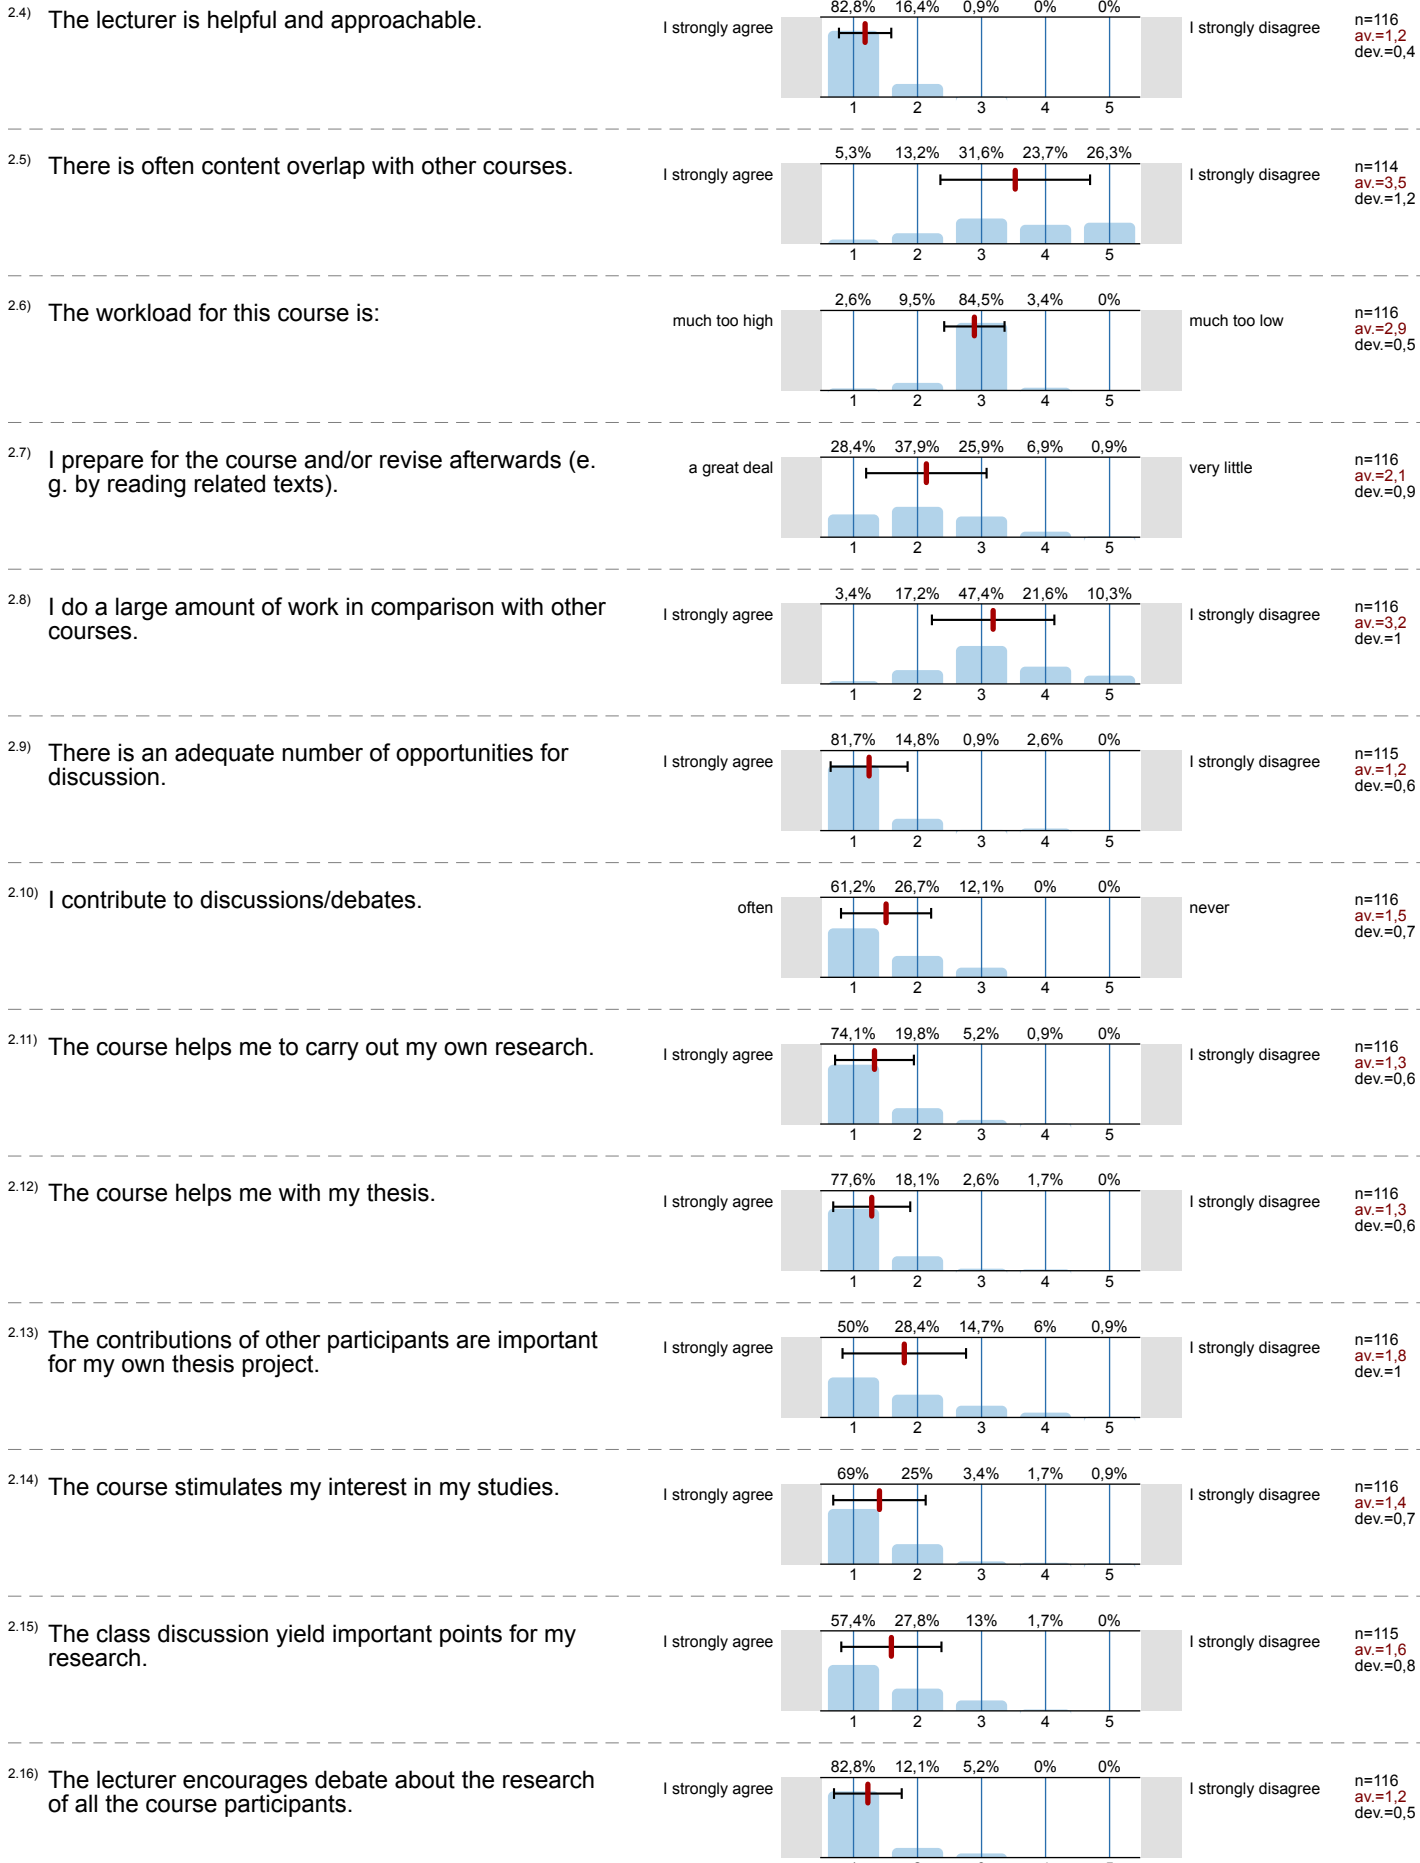 2.4) The lecturer is helpful and approachable.
I strongly agree
82,8% 16,4% 0,9% 0% 0%
1 2 3 4 5
I strongly disagree
n=116
av.=1,2
dev.=0,4
2.5) There is often content overlap with other courses.
I strongly agree
5,3% 13,2% 31,6% 23,7% 26,3%
1 2 3 4 5
I strongly disagree
n=114
av.=3,5
dev.=1,2
2.6) The workload for this course is:
much too high
2,6% 9,5% 84,5% 3,4% 0%
1 2 3 4 5
much too low
n=116
av.=2,9
dev.=0,5
2.7) I prepare for the course and/or revise afterwards (e.
g. by reading related texts).
a great deal
28,4% 37,9% 25,9% 6,9% 0,9%
1 2 3 4 5
very little
n=116
av.=2,1
dev.=0,9
2.8) I do a large amount of work in comparison with other
courses.
I strongly agree
3,4% 17,2% 47,4% 21,6% 10,3%
1 2 3 4 5
I strongly disagree
n=116
av.=3,2
dev.=1
2.9) There is an adequate number of opportunities for
discussion.
I strongly agree
81,7% 14,8% 0,9% 2,6% 0%
1 2 3 4 5
I strongly disagree
n=115
av.=1,2
dev.=0,6
2.10) I contribute to discussions/debates.
often
61,2% 26,7% 12,1% 0% 0%
1 2 3 4 5
never
n=116
av.=1,5
dev.=0,7
2.11) The course helps me to carry out my own research.
I strongly agree
74,1% 19,8% 5,2% 0,9% 0%
1 2 3 4 5
I strongly disagree
n=116
av.=1,3
dev.=0,6
2.12) The course helps me with my thesis.
I strongly agree
77,6% 18,1% 2,6% 1,7% 0%
1 2 3 4 5
I strongly disagree
n=116
av.=1,3
dev.=0,6
2.13) The contributions of other participants are important
for my own thesis project.
I strongly agree
50% 28,4% 14,7% 6% 0,9%
1 2 3 4 5
I strongly disagree
n=116
av.=1,8
dev.=1
2.14) The course stimulates my interest in my studies.
I strongly agree
69% 25% 3,4% 1,7% 0,9%
1 2 3 4 5
I strongly disagree
n=116
av.=1,4
dev.=0,7
2.15) The class discussion yield important points for my
research.
I strongly agree
57,4% 27,8% 13% 1,7% 0%
1 2 3 4 5
I strongly disagree
n=115
av.=1,6
dev.=0,8
2.16) The lecturer encourages debate about the research
of all the course participants.
I strongly agree
82,8% 12,1% 5,2% 0% 0%
I strongly disagree
n=116
av.=1,2
dev.=0,5